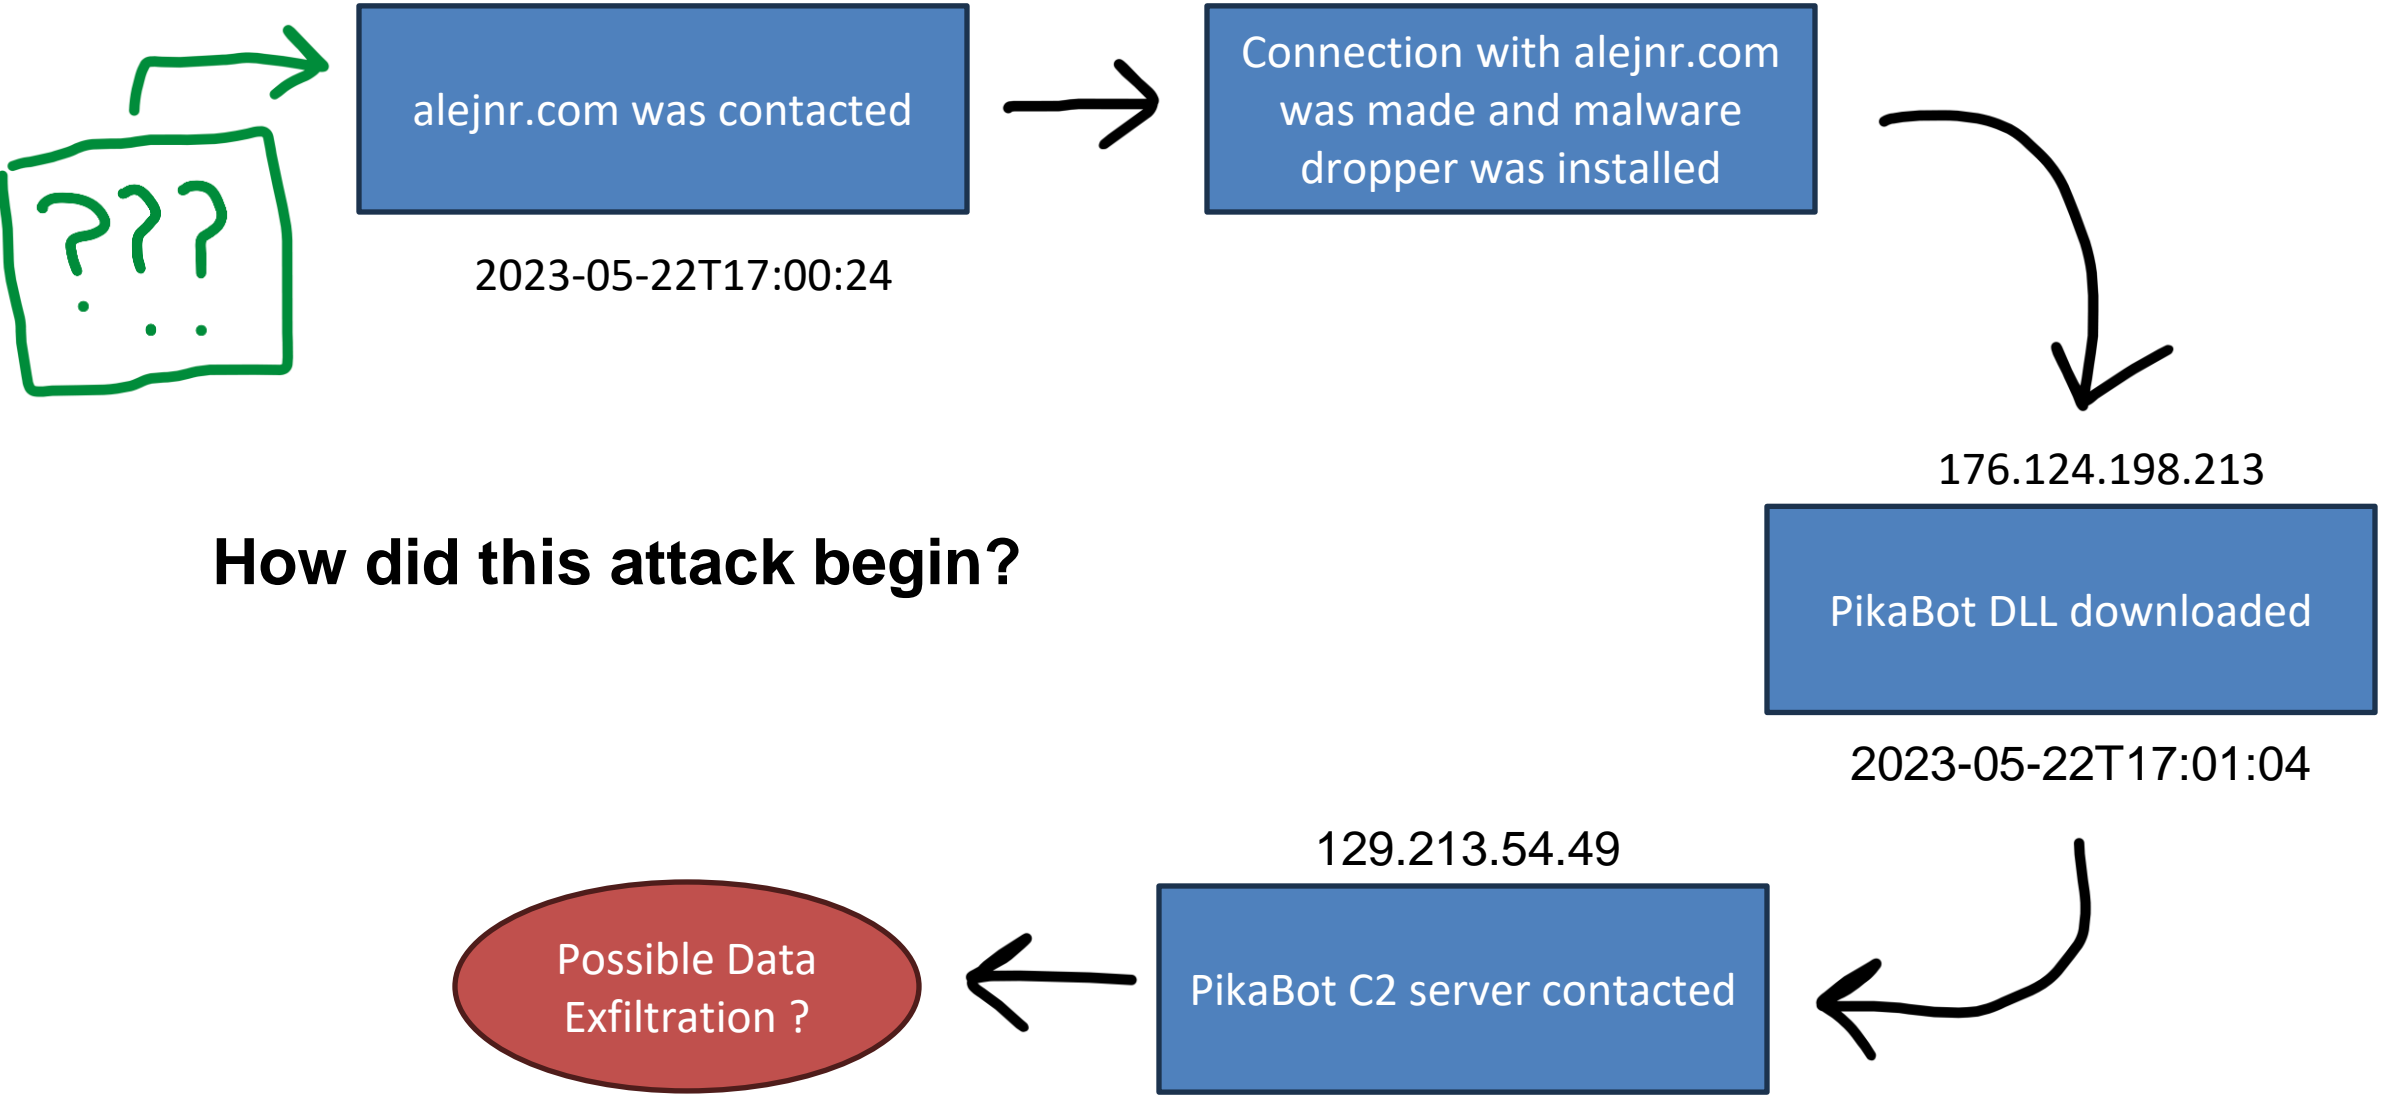 ???
alejnr.com was contacted
2023-05-22T17:00:24
Connection with alejnr.com
was made and malware
dropper was installed
176.124.198.213
PikaBot DLL downloaded
2023-05-22T17:01:04
How did this attack begin?
129.213.54.49
PikaBot C2 server contacted
Possible Data
Exfiltration ?